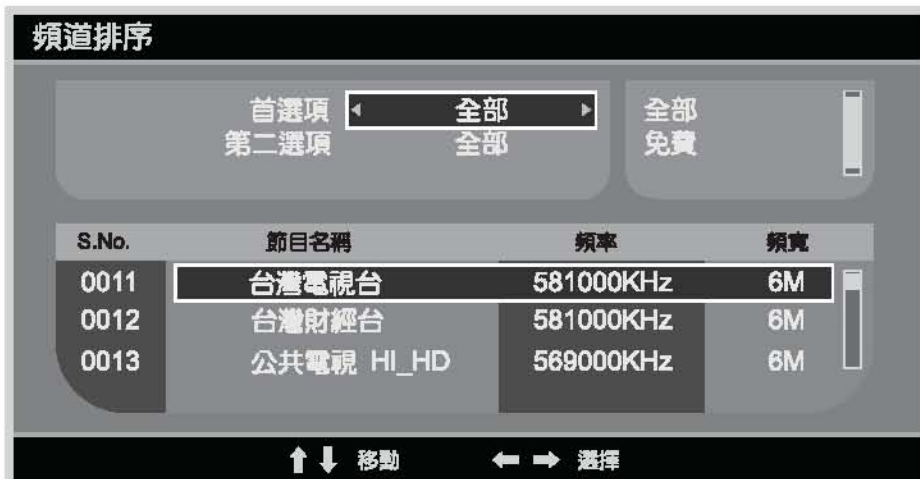 頻道排序
首選項 全部 全部
第二選項 全部 免費
S.No. 節目名稱 頻率 頻寬
0011 台灣電視台 581000KHz 6M
0012 台灣財經台 581000KHz 6M
0013 公共電視 HI_HD 569000KHz 6M
移動 選擇